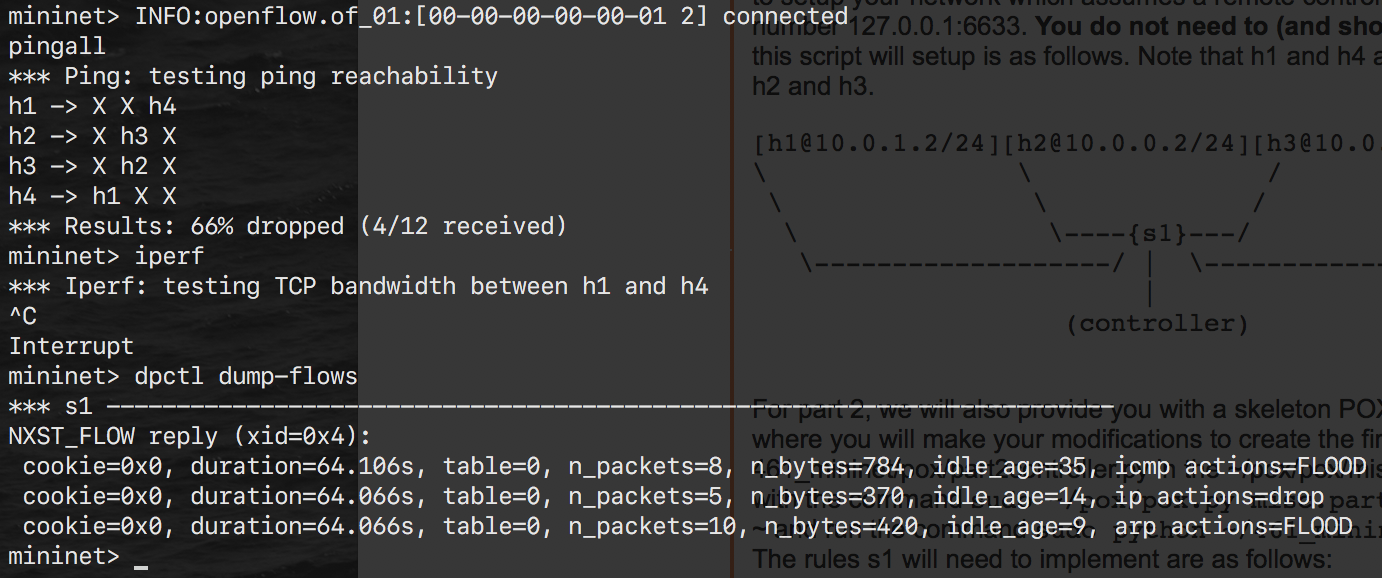 mininet> INFO:openflow.of_01:[00-00-00-00-00-01 2] connected
pingall
*** Ping: testing ping reachability
h1 -> X X h4
h2 -> X h3 X
h3 -> X h2 X
h4 -> h1 X X
*** Results: 66% dropped (4/12 received)
mininet> iperf
*** Iperf: testing TCP bandwidth between h1 and h4
^C
Interrupt
mininet> dpctl dump-flows
*** s1 ------------------------------------------------------------------------
NXST_FLOW reply (xid=0x4):
cookie=0x0, duration=64.106s, table=0, n_packets=8, n_bytes=784, idle_age=35, icmp actions=FLOOD
cookie=0x0, duration=64.066s, table=0, n_packets=5, n_bytes=370, idle_age=14, ip actions=drop
cookie=0x0, duration=64.066s, table=0, n_packets=10, n_bytes=420, idle_age=9, arp actions=FLOOD
mininet>
to setup your network which assumes a remote
number 127.0.0.1:6633. You do not need to (and
this script will setup is as follows. Note that h1 and h4
h2 and h3.
[h1@10.0.1.2/24][h2@10.0.0.2/24][h3@10.0
\ \ /
\ \ /
\ \----{s1}---/
\--------------------/ | \------------
|
(controller)
For part 2, we will also provide you with a skeleton
where you will make your modifications to create the
The rules s1 will need to implement are as follows: